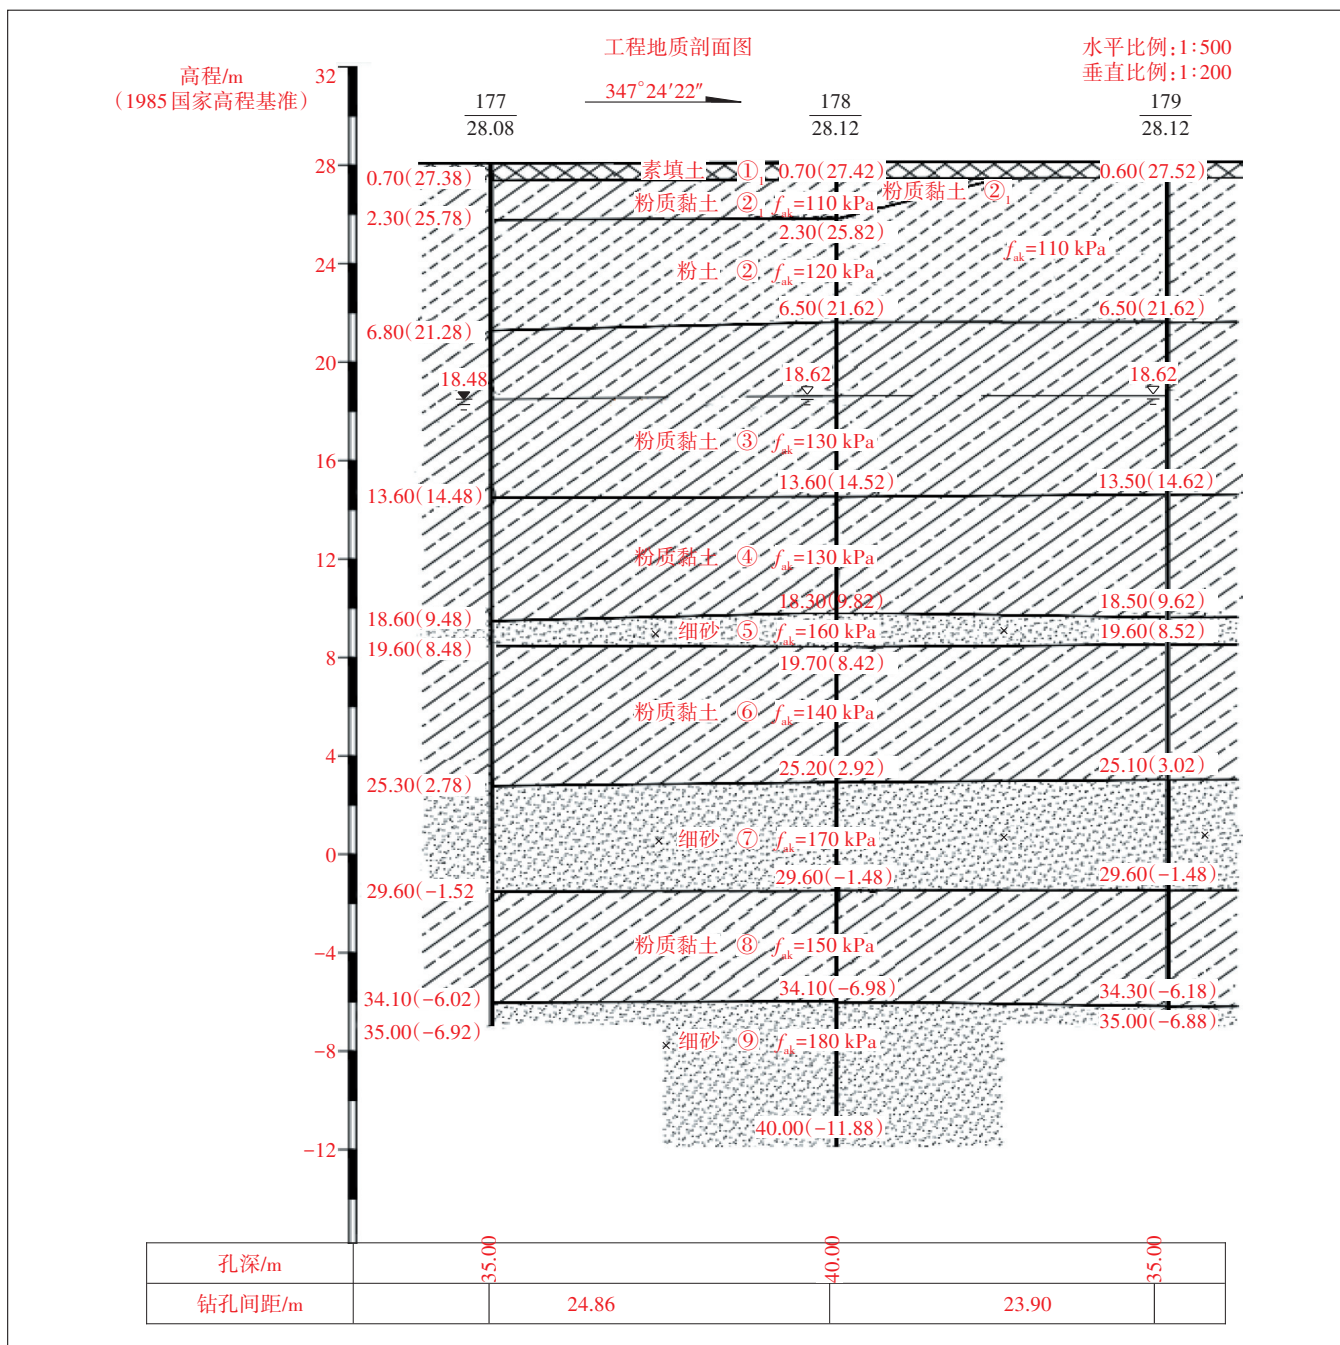 工程地质剖面图
水平比例:1:500
垂直比例:1:200
高程/m
(1985国家高程基准)
347°24′22″
177
28.08
178
28.12
179
28.12
32
28
24
20
16
12
8
4
0
−4
−8
−12
素填土 ①₁ 0.70(27.42)
0.60(27.52)
0.70(27.38)
粉质黏土 ②₁
粉质黏土 ②₁ fak=110 kPa
2.30(25.78)
2.30(25.82)
fak=110 kPa
粉土 ② fak=120 kPa
6.50(21.62)
6.50(21.62)
6.80(21.28)
18.48
18.62
18.62
粉质黏土 ③ fak=130 kPa
13.60(14.48)
13.60(14.52)
13.50(14.62)
粉质黏土 ④ fak=130 kPa
18.60(9.48)
18.30(9.82)
18.50(9.62)
细砂 ⑤ fak=160 kPa
19.60(8.52)
19.60(8.48)
19.70(8.42)
粉质黏土 ⑥ fak=140 kPa
25.30(2.78)
25.20(2.92)
25.10(3.02)
细砂 ⑦ fak=170 kPa
29.60(−1.52
29.60(−1.48)
29.60(−1.48)
粉质黏土 ⑧ fak=150 kPa
34.10(−6.02)
34.10(−6.98)
34.30(−6.18)
35.00(−6.92)
35.00(−6.88)
细砂 ⑨ fak=180 kPa
40.00(−11.88)
孔深/m 35.00 40.00 35.00
钻孔间距/m 24.86 23.90